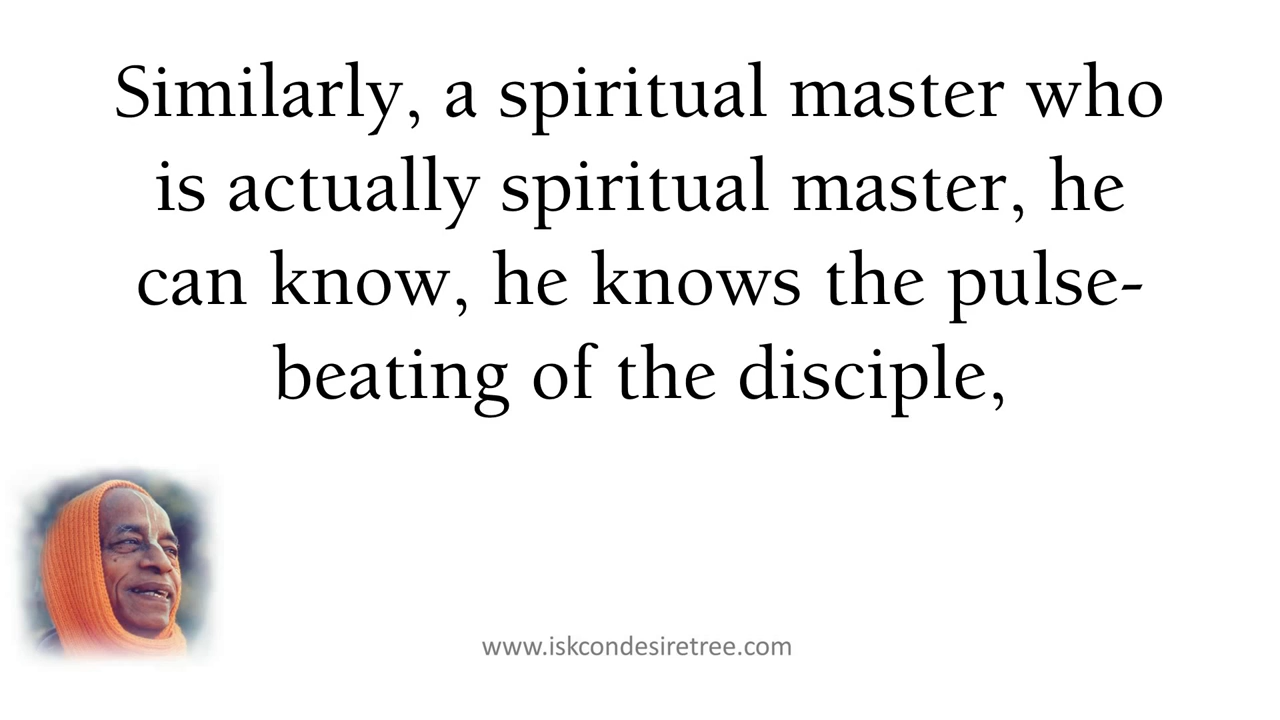 Similarly, a spiritual master who
is actually spiritual master, he
can know, he knows the pulse-
beating of the disciple,
www.iskcondesiretree.com